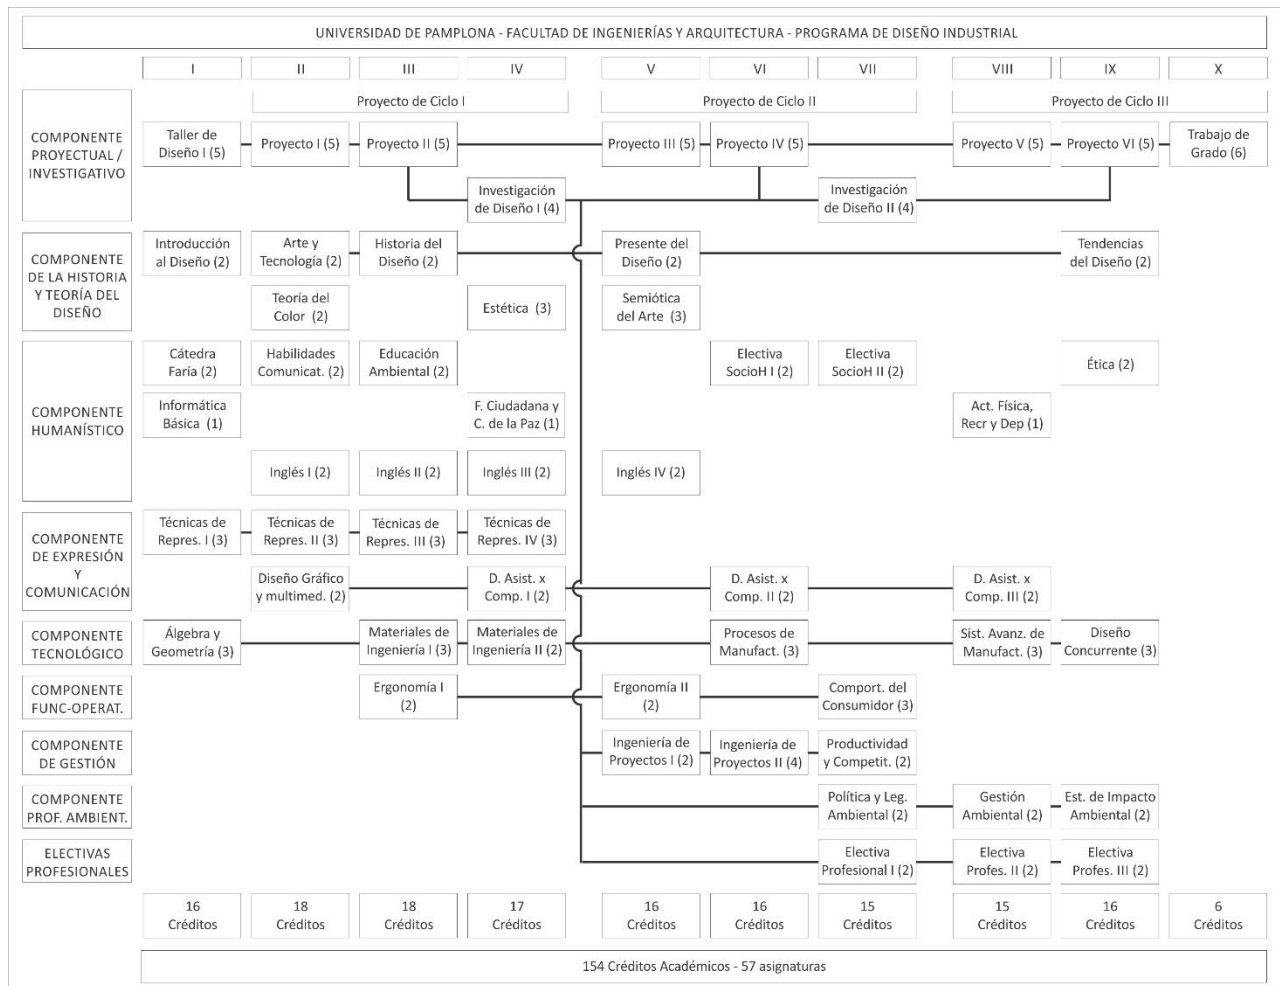 UNIVERSIDAD DE PAMPLONA - FACULTAD DE INGENIERÍAS Y ARQUITECTURA - PROGRAMA DE DISEÑO INDUSTRIAL
I
II
III
IV
V
VI
VII
VIII
IX
X
Proyecto de Ciclo I
Proyecto de Ciclo II
Proyecto de Ciclo III
COMPONENTE
PROYECTUAL /
INVESTIGATIVO
Taller de
Diseño I (5)
Proyecto I (5)
Proyecto II (5)
Proyecto III (5)
Proyecto IV (5)
Proyecto V (5)
Proyecto VI (5)
Trabajo de
Grado (6)
Investigación
de Diseño I (4)
Investigación
de Diseño II (4)
COMPONENTE
DE LA HISTORIA
Y TEORÍA DEL
DISEÑO
Introducción
al Diseño (2)
Arte y
Tecnología (2)
Historia del
Diseño (2)
Presente del
Diseño (2)
Tendencias
del Diseño (2)
Teoría del
Color (2)
Estética (3)
Semiótica
del Arte (3)
COMPONENTE
HUMANÍSTICO
Cátedra
Faría (2)
Habilidades
Comunicat. (2)
Educación
Ambiental (2)
Electiva
SocioH I (2)
Electiva
SocioH II (2)
Ética (2)
Informática
Básica (1)
F. Ciudadana y
C. de la Paz (1)
Act. Física,
Recr y Dep (1)
Inglés I (2)
Inglés II (2)
Inglés III (2)
Inglés IV (2)
COMPONENTE
DE EXPRESIÓN
Y
COMUNICACIÓN
Técnicas de
Repres. I (3)
Técnicas de
Repres. II (3)
Técnicas de
Repres. III (3)
Técnicas de
Repres. IV (3)
Diseño Gráfico
y multimed. (2)
D. Asist. x
Comp. I (2)
D. Asist. x
Comp. II (2)
D. Asist. x
Comp. III (2)
COMPONENTE
TECNOLÓGICO
Álgebra y
Geometría (3)
Materiales de
Ingeniería I (3)
Materiales de
Ingeniería II (2)
Procesos de
Manufact. (3)
Sist. Avanz. de
Manufact. (3)
Diseño
Concurrente (3)
COMPONENTE
FUNC-OPERAT.
Ergonomía I
(2)
Ergonomía II
(2)
Comport. del
Consumidor (3)
COMPONENTE
DE GESTIÓN
Ingeniería de
Proyectos I (2)
Ingeniería de
Proyectos II (4)
Productividad
y Competit. (2)
COMPONENTE
PROF. AMBIENT.
Política y Leg.
Ambiental (2)
Gestión
Ambiental (2)
Est. de Impacto
Ambiental (2)
ELECTIVAS
PROFESIONALES
Electiva
Profesional I (2)
Electiva
Profes. II (2)
Electiva
Profes. III (2)
16
Créditos
18
Créditos
18
Créditos
17
Créditos
16
Créditos
16
Créditos
15
Créditos
15
Créditos
16
Créditos
6
Créditos
154 Créditos Académicos - 57 asignaturas